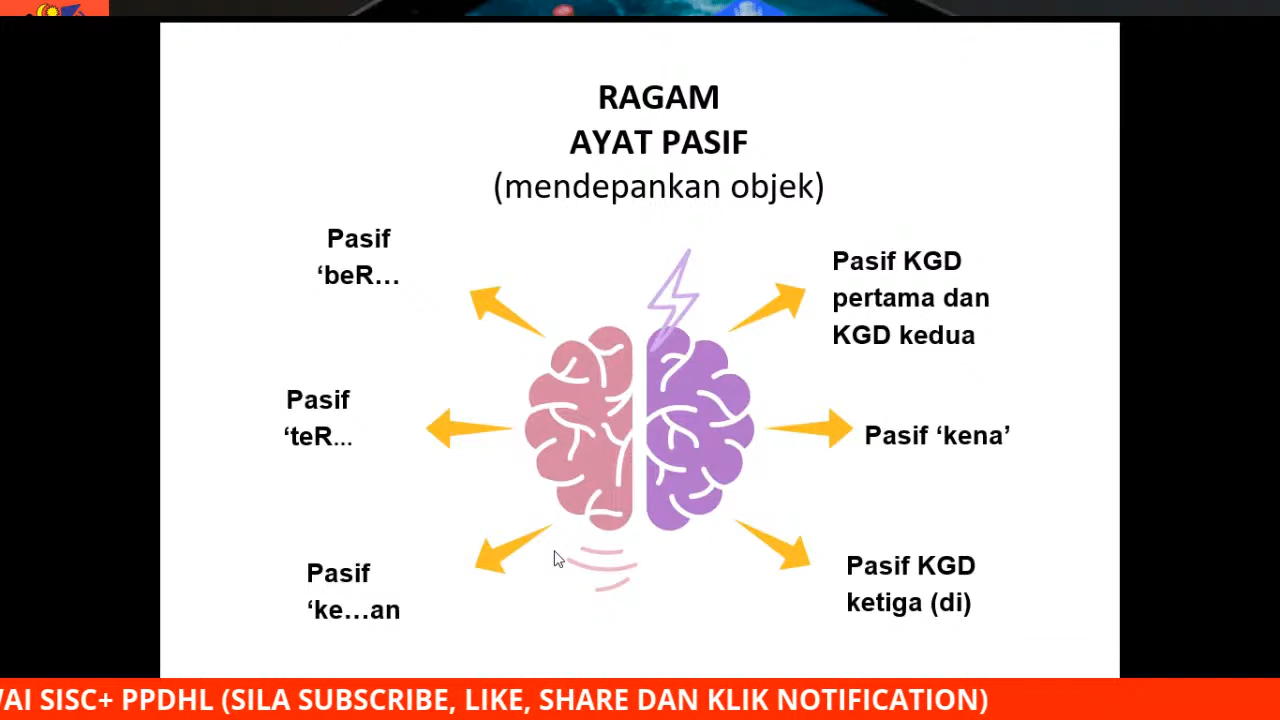 RAGAM
AYAT PASIF
(mendepankan objek)
Pasif
‘beR...
Pasif
‘teR...
Pasif
‘ke...an
Pasif KGD
pertama dan
KGD kedua
Pasif ‘kena’
Pasif KGD
ketiga (di)
SISC+ PPDHL (SILA SUBSCRIBE, LIKE, SHARE DAN KLIK NOTIFICATION)